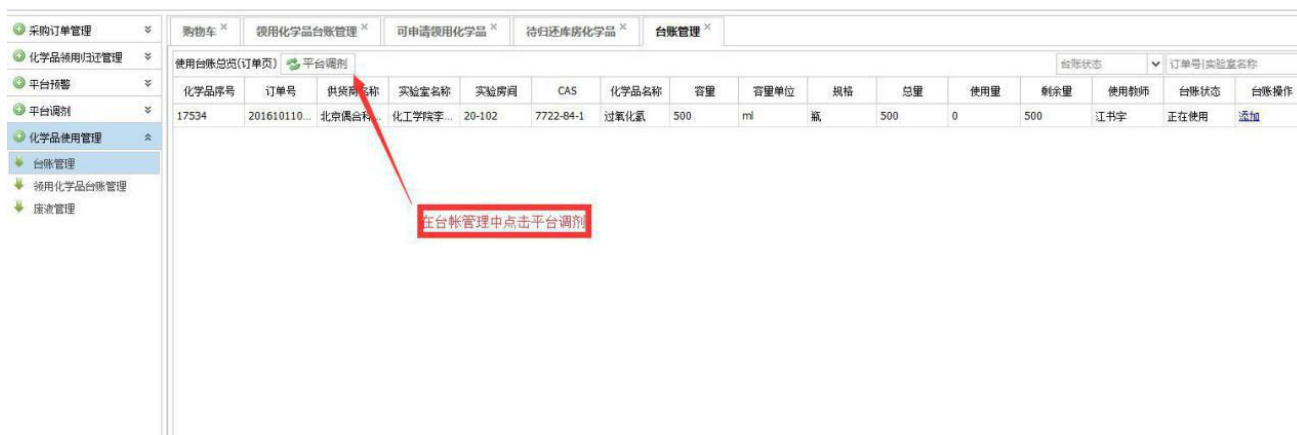 采购订单管理
化学品领用归还管理
平台预警
平台调剂
化学品使用管理
台账管理
领用化学品台账管理
废液管理
购物车 领用化学品台账管理 可申请领用化学品 待归还库房化学品 台账管理
使用台账总览(订单页) 平台调剂 台账状态 订单号|实验室名称
化学品序号 订单号 供货商名称 实验室名称 实验房间 CAS 化学品名称 容量 容量单位 规格 总量 使用量 剩余量 使用教师 台账状态 台账操作
17534 201610110... 北京偶合科... 化工学院李... 20-102 7722-84-1 过氧化氢 500 ml 瓶 500 0 500 江书字 正在使用 添加
在台帐管理中点击平台调剂